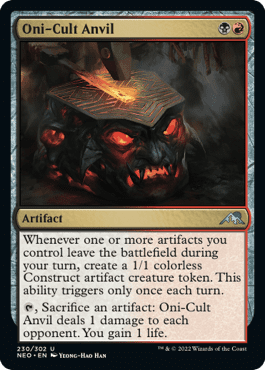 Oni-Cult Anvil
Artifact
Whenever one or more artifacts you
control leave the battlefield during
your turn, create a 1/1 colorless
Construct artifact creature token. This
ability triggers only once each turn.
, Sacrifice an artifact: Oni-Cult
Anvil deals 1 damage to each
opponent. You gain 1 life.
230/302 U
NEO • EN Yeong-Hao Han
™ & © 2022 Wizards of the Coast